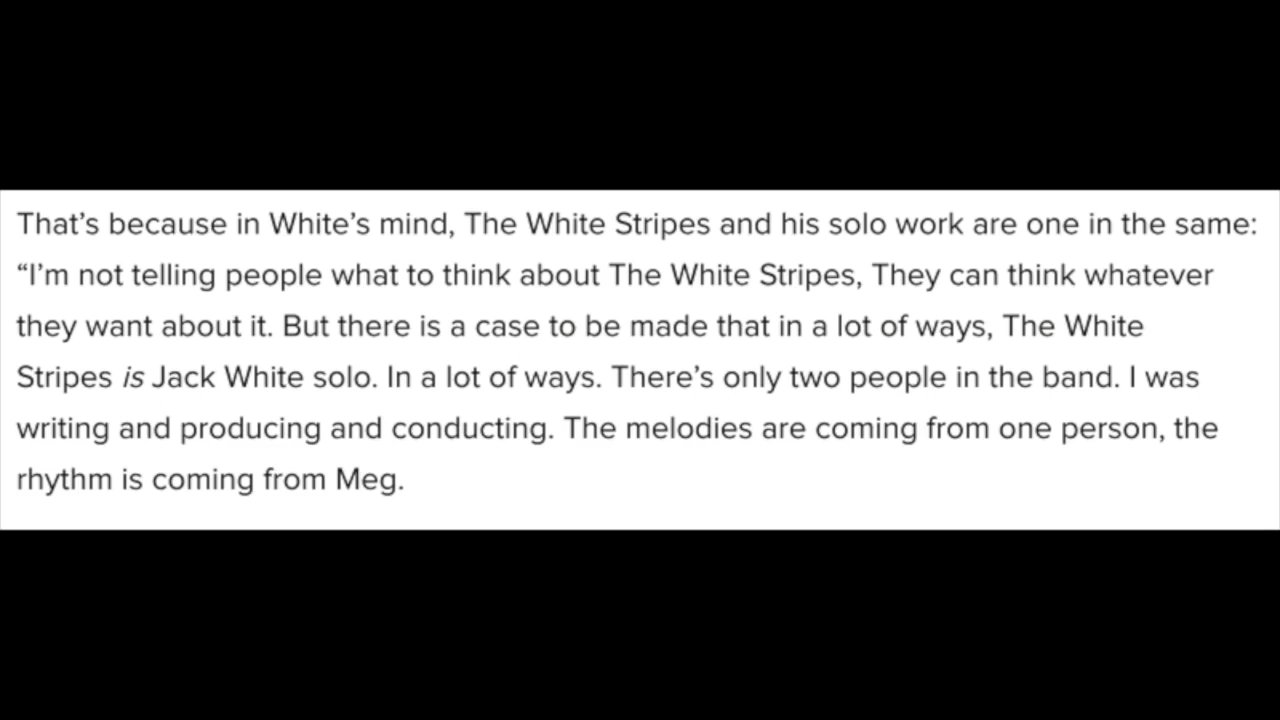 That’s because in White’s mind, The White Stripes and his solo work are one in the same:
“I’m not telling people what to think about The White Stripes, They can think whatever
they want about it. But there is a case to be made that in a lot of ways, The White
Stripes is Jack White solo. In a lot of ways. There’s only two people in the band. I was
writing and producing and conducting. The melodies are coming from one person, the
rhythm is coming from Meg.